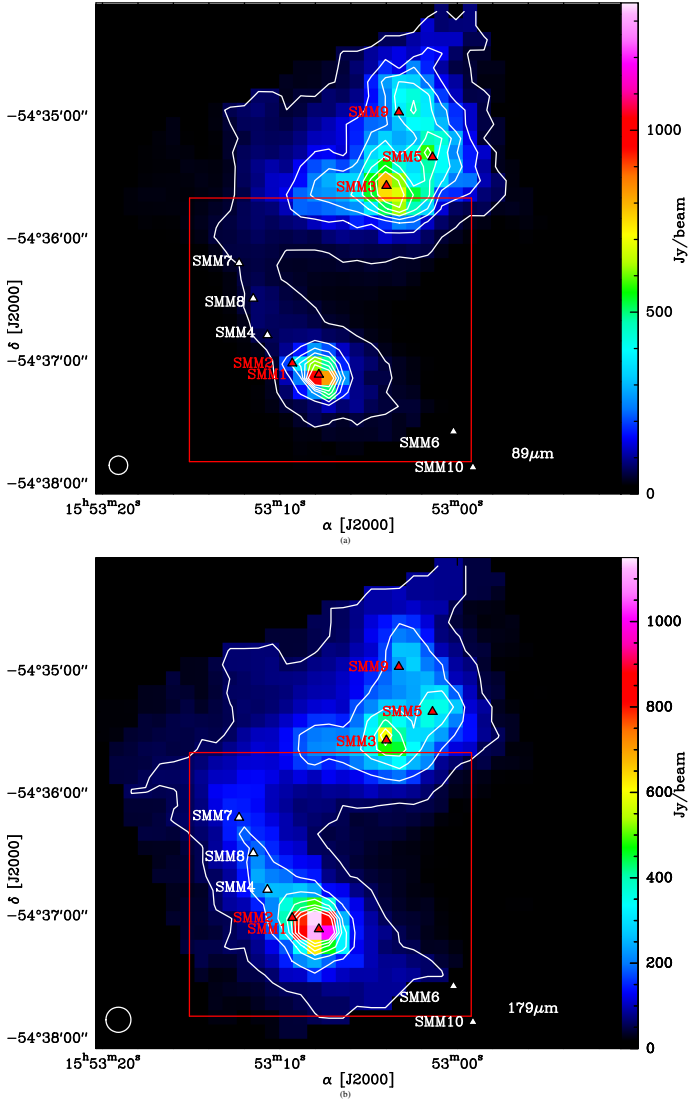 SMM9
SMM5
SMM3
SMM7
SMM8
SMM4
SMM2
SMM1
SMM6
SMM10
89μm
−54°35′00″
−54°36′00″
−54°37′00″
−54°38′00″
δ [J2000]
15ʰ53ᵐ20ˢ
53ᵐ10ˢ
53ᵐ00ˢ
α [J2000]
1000
500
0
Jy/beam
(a)
SMM9
SMM5
SMM3
SMM7
SMM8
SMM4
SMM2
SMM1
SMM6
SMM10
179μm
−54°35′00″
−54°36′00″
−54°37′00″
−54°38′00″
δ [J2000]
15ʰ53ᵐ20ˢ
53ᵐ10ˢ
53ᵐ00ˢ
α [J2000]
1000
800
600
400
200
0
Jy/beam
(b)